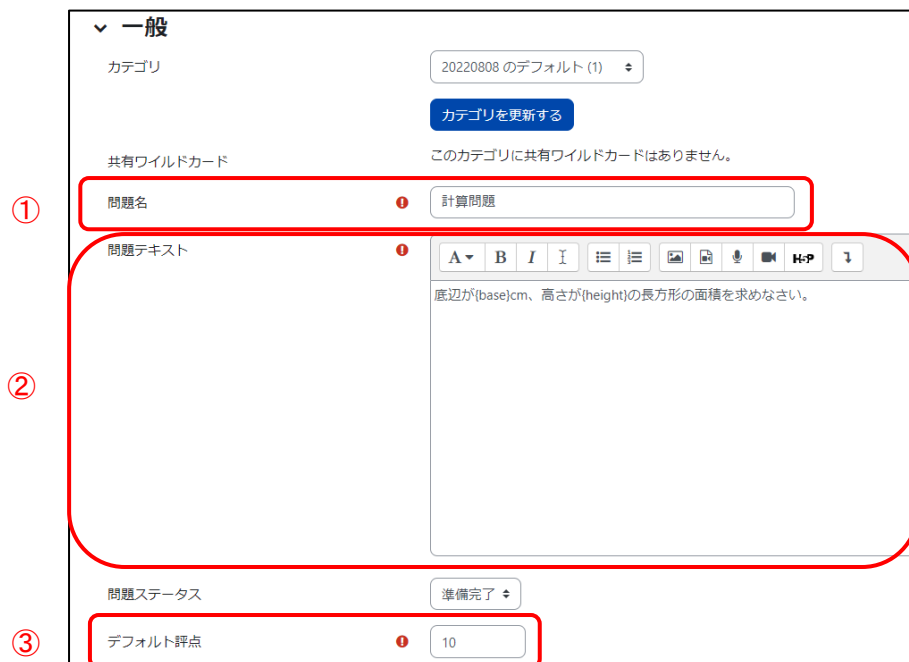 一般
カテゴリ
20220808 のデフォルト (1)
カテゴリを更新する
共有ワイルドカード
このカテゴリに共有ワイルドカードはありません。
①
問題名
計算問題
問題テキスト
A B I H-P
底辺が{base}cm、高さが{height}の長方形の面積を求めなさい。
②
問題ステータス
準備完了
③
デフォルト評点
10